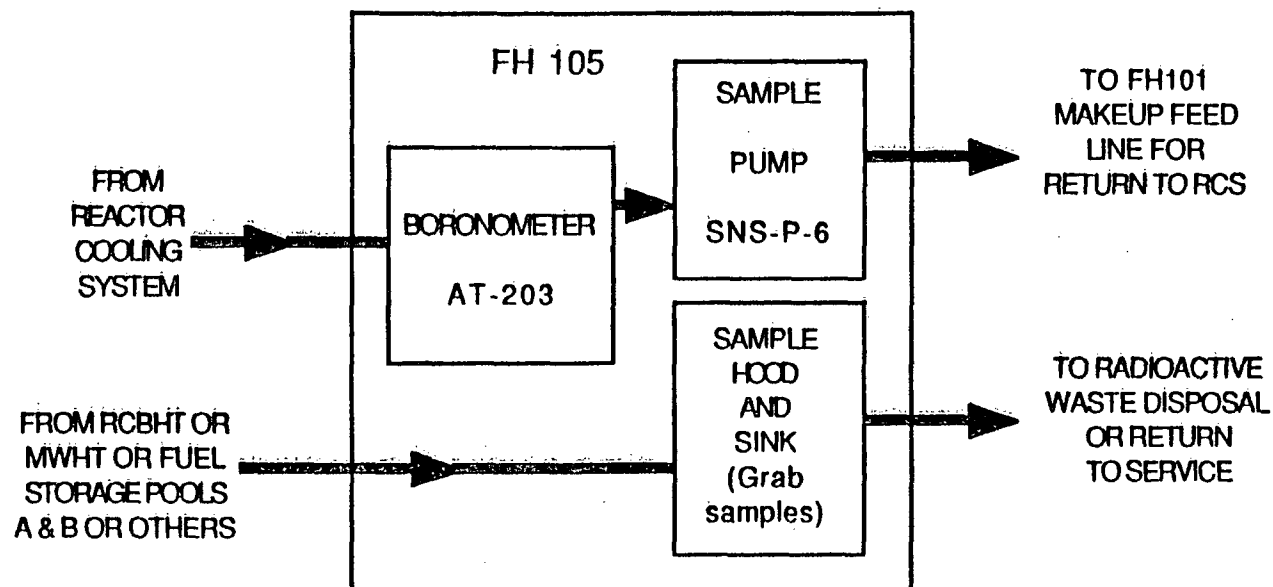 FH 105
FROM
REACTOR
COOLING
SYSTEM
BORONOMETER
AT-203
SAMPLE
PUMP
SNS-P-6
TO FH101
MAKEUP FEED
LINE FOR
RETURN TO RCS
FROM RCBHT OR
MWHT OR FUEL
STORAGE POOLS
A & B OR OTHERS
SAMPLE
HOOD
AND
SINK
(Grab
samples)
TO RADIOACTIVE
WASTE DISPOSAL
OR RETURN
TO SERVICE